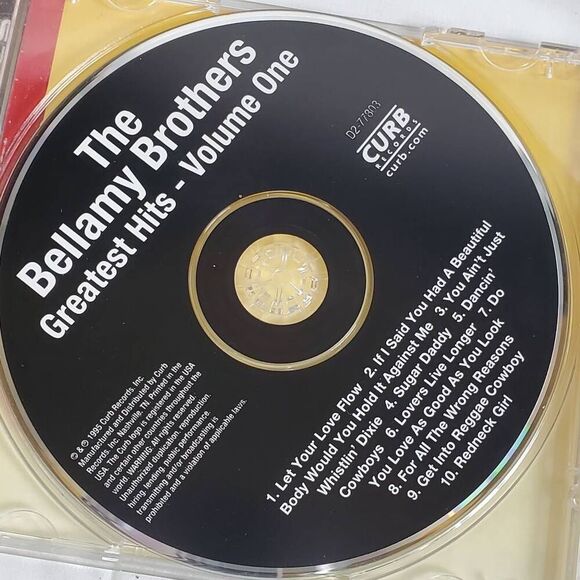 The
Bellamy Brothers
Greatest Hits - Volume One
D2-77803
CURB
RECORDS
curb.com
℗ & © 1995 Curb Records, Inc.
Manufactured and Distributed by Curb
Records, Inc., Nashville, TN. Printed in the
USA. The Curb logo is registered in the USA
and certain other countries throughout the
world. WARNING: All rights reserved.
Unauthorized duplication, reproduction,
hiring, lending, public performance,
transmitting and/or broadcasting is
prohibited and a violation of applicable laws.
1. Let Your Love Flow 2. If I Said You Had A Beautiful
Body Would You Hold It Against Me 3. You Ain't Just
Whistlin' Dixie 4. Sugar Daddy 5. Dancin'
Cowboys 6. Lovers Live Longer 7. Do
You Love As Good As You Look
8. For All The Wrong Reasons
9. Get Into Reggae Cowboy
10. Redneck Girl